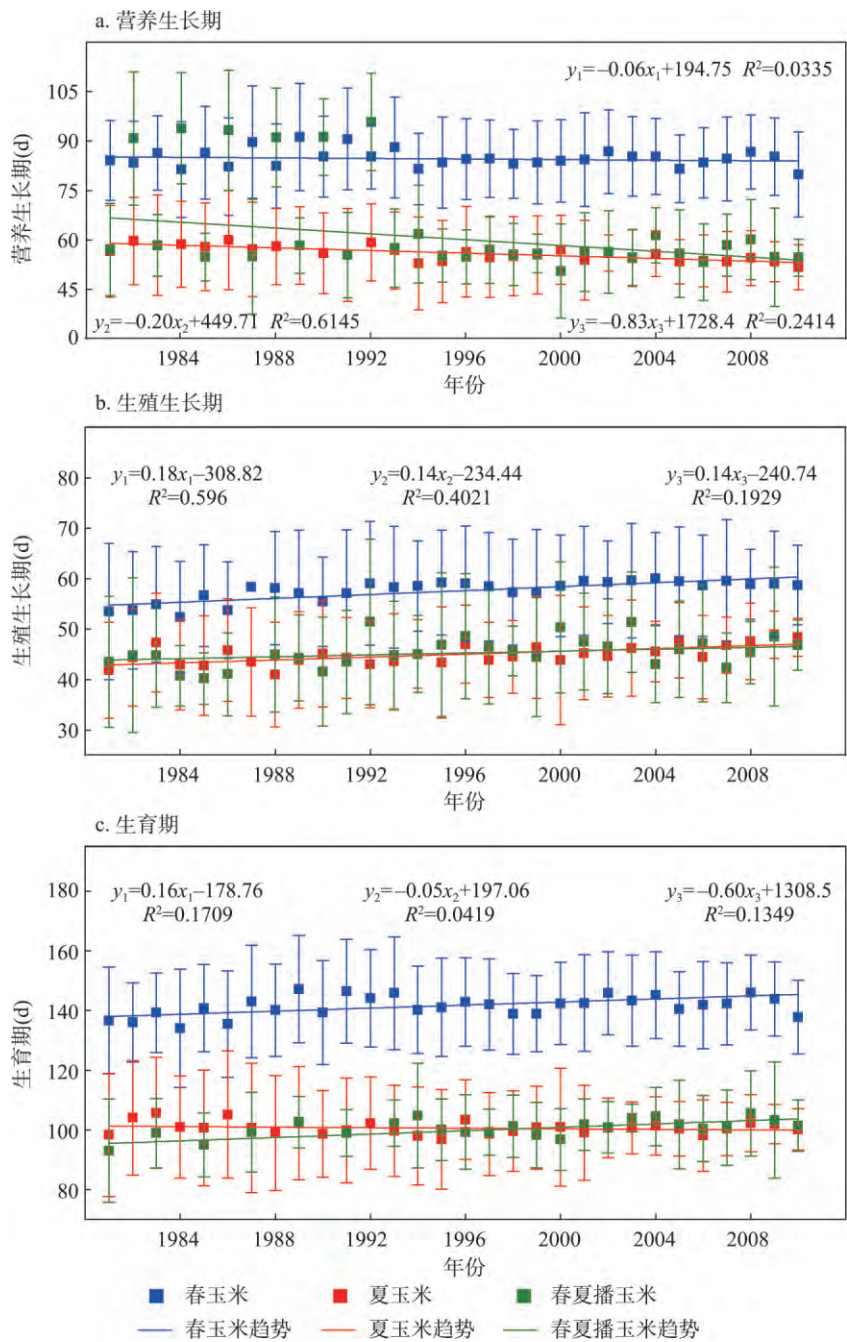 a. 营养生长期
y₁=−0.06x₁+194.75 R²=0.0335
105
90
75
60
45
0
营养生长期(d)
y₂=−0.20x₂+449.71 R²=0.6145
y₃=−0.83x₃+1728.4 R²=0.2414
1984 1988 1992 1996 2000 2004 2008
年份
b. 生殖生长期
y₁=0.18x₁−308.82 y₂=0.14x₂−234.44 y₃=0.14x₃−240.74
R²=0.596 R²=0.4021 R²=0.1929
80
70
60
50
40
30
生殖生长期(d)
1984 1988 1992 1996 2000 2004 2008
年份
c. 生育期
y₁=0.16x₁−178.76 y₂=−0.05x₂+197.06 y₃=−0.60x₃+1308.5
R²=0.1709 R²=0.0419 R²=0.1349
180
160
140
120
100
80
生育期(d)
1984 1988 1992 1996 2000 2004 2008
年份
春玉米 夏玉米 春夏播玉米
春玉米趋势 夏玉米趋势 春夏播玉米趋势